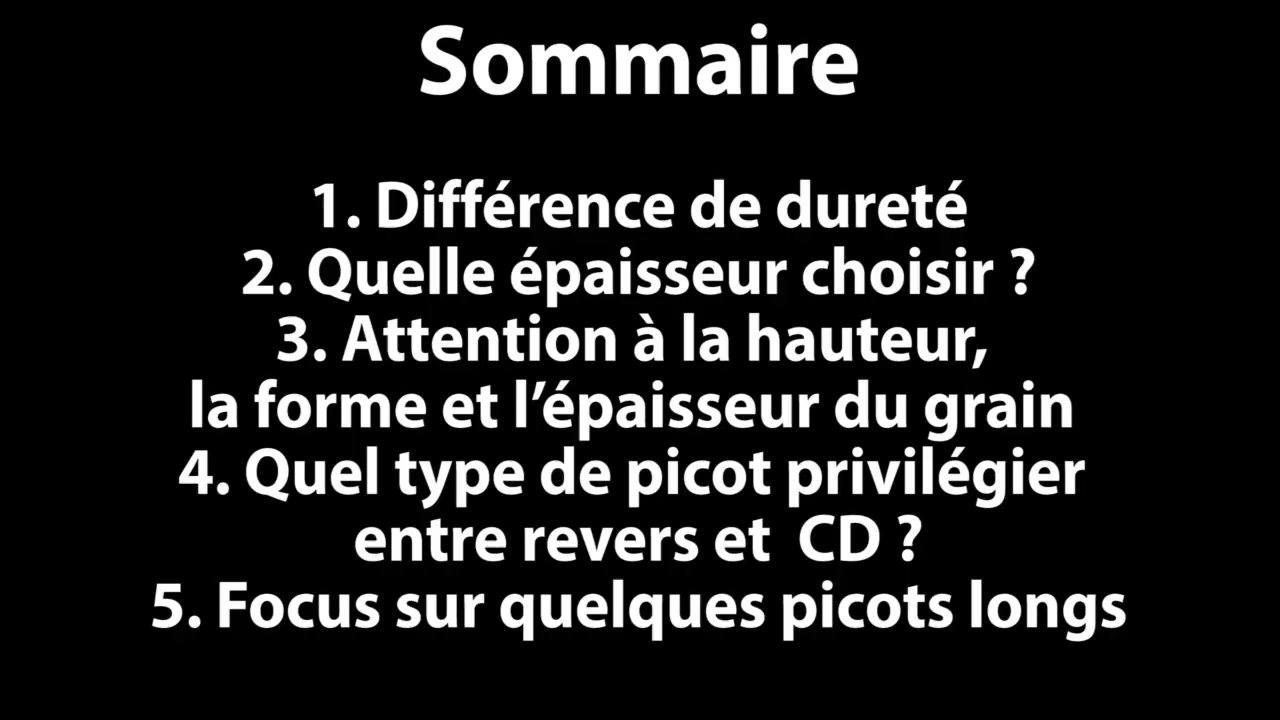 Sommaire
1. Différence de dureté
2. Quelle épaisseur choisir ?
3. Attention à la hauteur,
la forme et l’épaisseur du grain
4. Quel type de picot privilégier
entre revers et  CD ?
5. Focus sur quelques picots longs